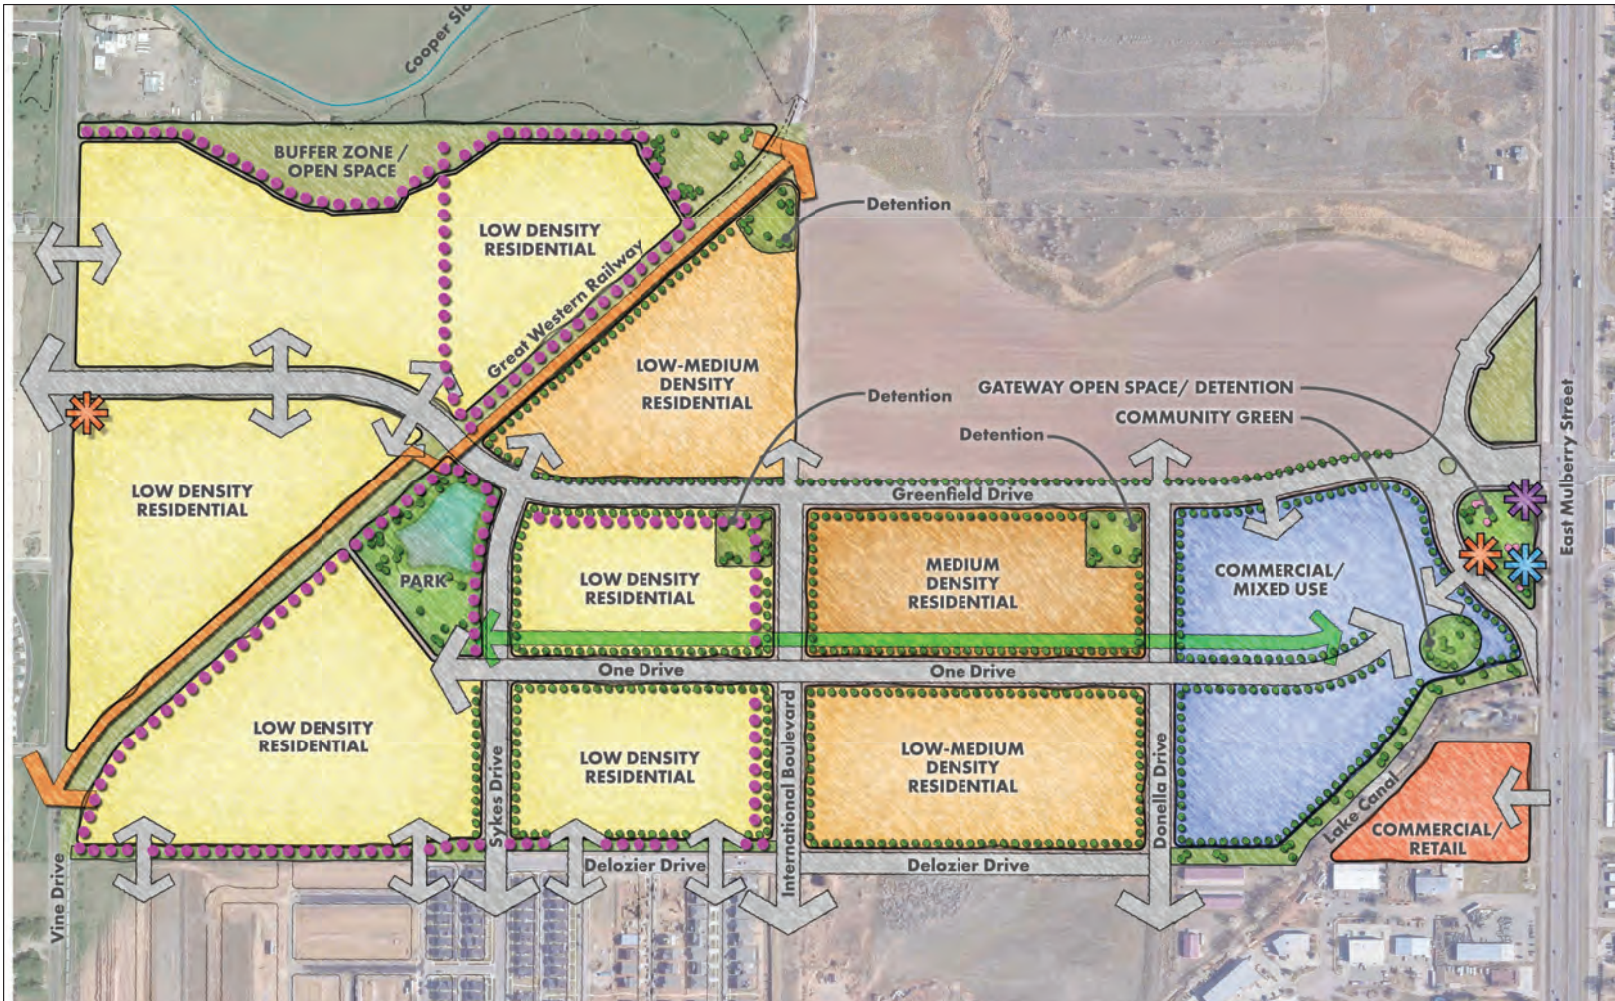 Cooper Slo
BUFFER ZONE /
OPEN SPACE
Detention
LOW DENSITY
RESIDENTIAL
Great Western Railway
LOW-MEDIUM
DENSITY
RESIDENTIAL
Detention
GATEWAY OPEN SPACE/ DETENTION
COMMUNITY GREEN
Detention
East Mulberry Street
LOW DENSITY
RESIDENTIAL
Greenfield Drive
PARK
LOW DENSITY
RESIDENTIAL
MEDIUM
DENSITY
RESIDENTIAL
COMMERCIAL/
MIXED USE
One Drive
One Drive
LOW DENSITY
RESIDENTIAL
Sykes Drive
LOW DENSITY
RESIDENTIAL
International Boulevard
LOW-MEDIUM
DENSITY
RESIDENTIAL
Donella Drive
Lake Canal
COMMERCIAL/
RETAIL
Vine Drive
Delozier Drive
Delozier Drive